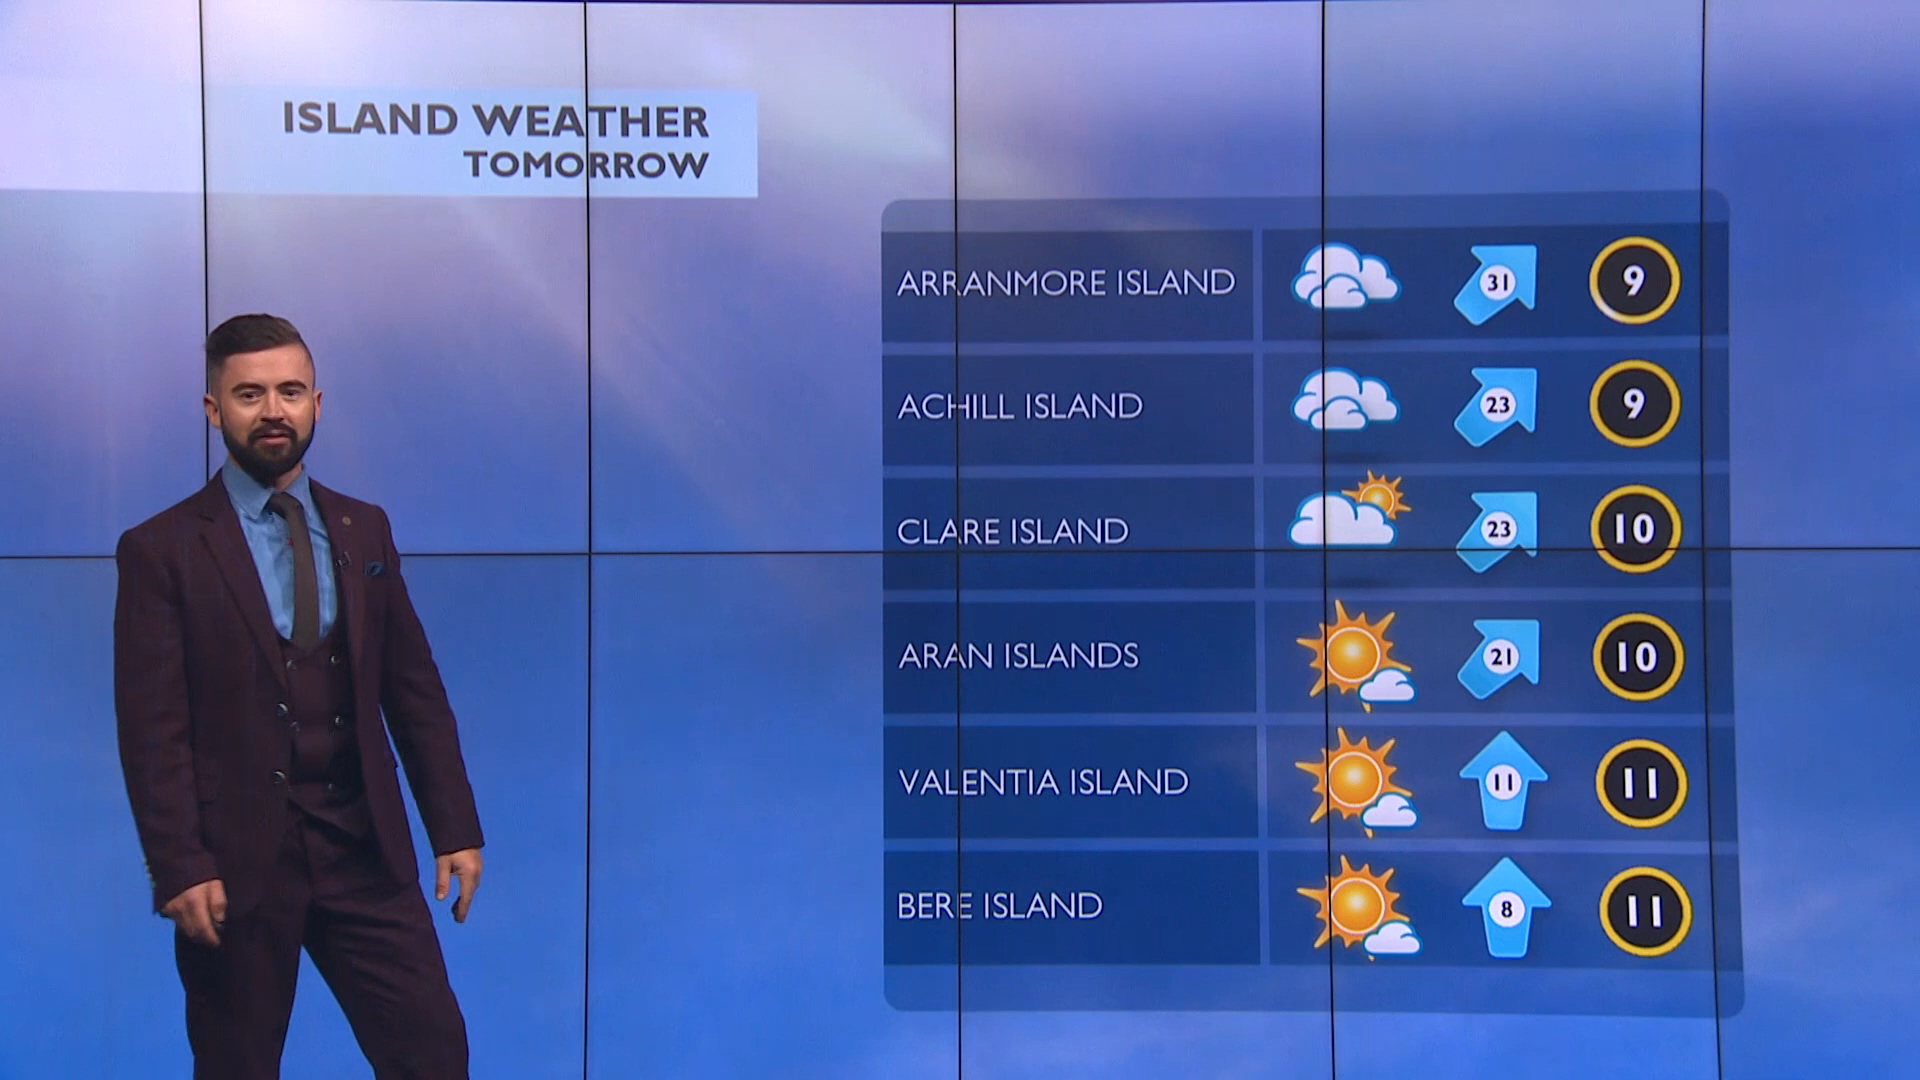 ISLAND WEATHER
TOMORROW
ARRANMORE ISLAND 31 9
ACHILL ISLAND 23 9
CLARE ISLAND 23 10
ARAN ISLANDS 21 10
VALENTIA ISLAND 11 11
BERE ISLAND 8 11